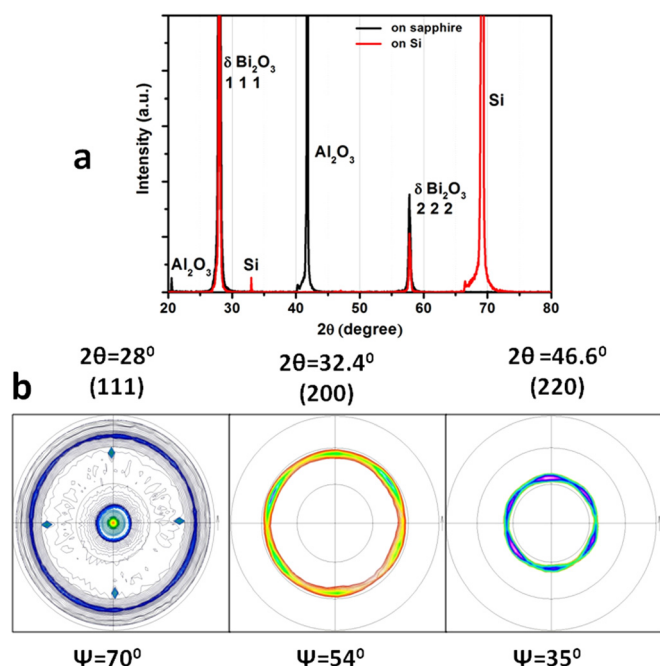 on sapphire
on Si
δ Bi₂O₃
1 1 1
Si
Al₂O₃
δ Bi₂O₃
2 2 2
Al₂O₃
Si
Intensity (a.u.)
a
20 30 40 50 60 70 80
2θ (degree)
2θ=28⁰ 2θ=32.4⁰ 2θ=46.6⁰
b (111) (200) (220)
Ψ=70⁰ Ψ=54⁰ Ψ=35⁰